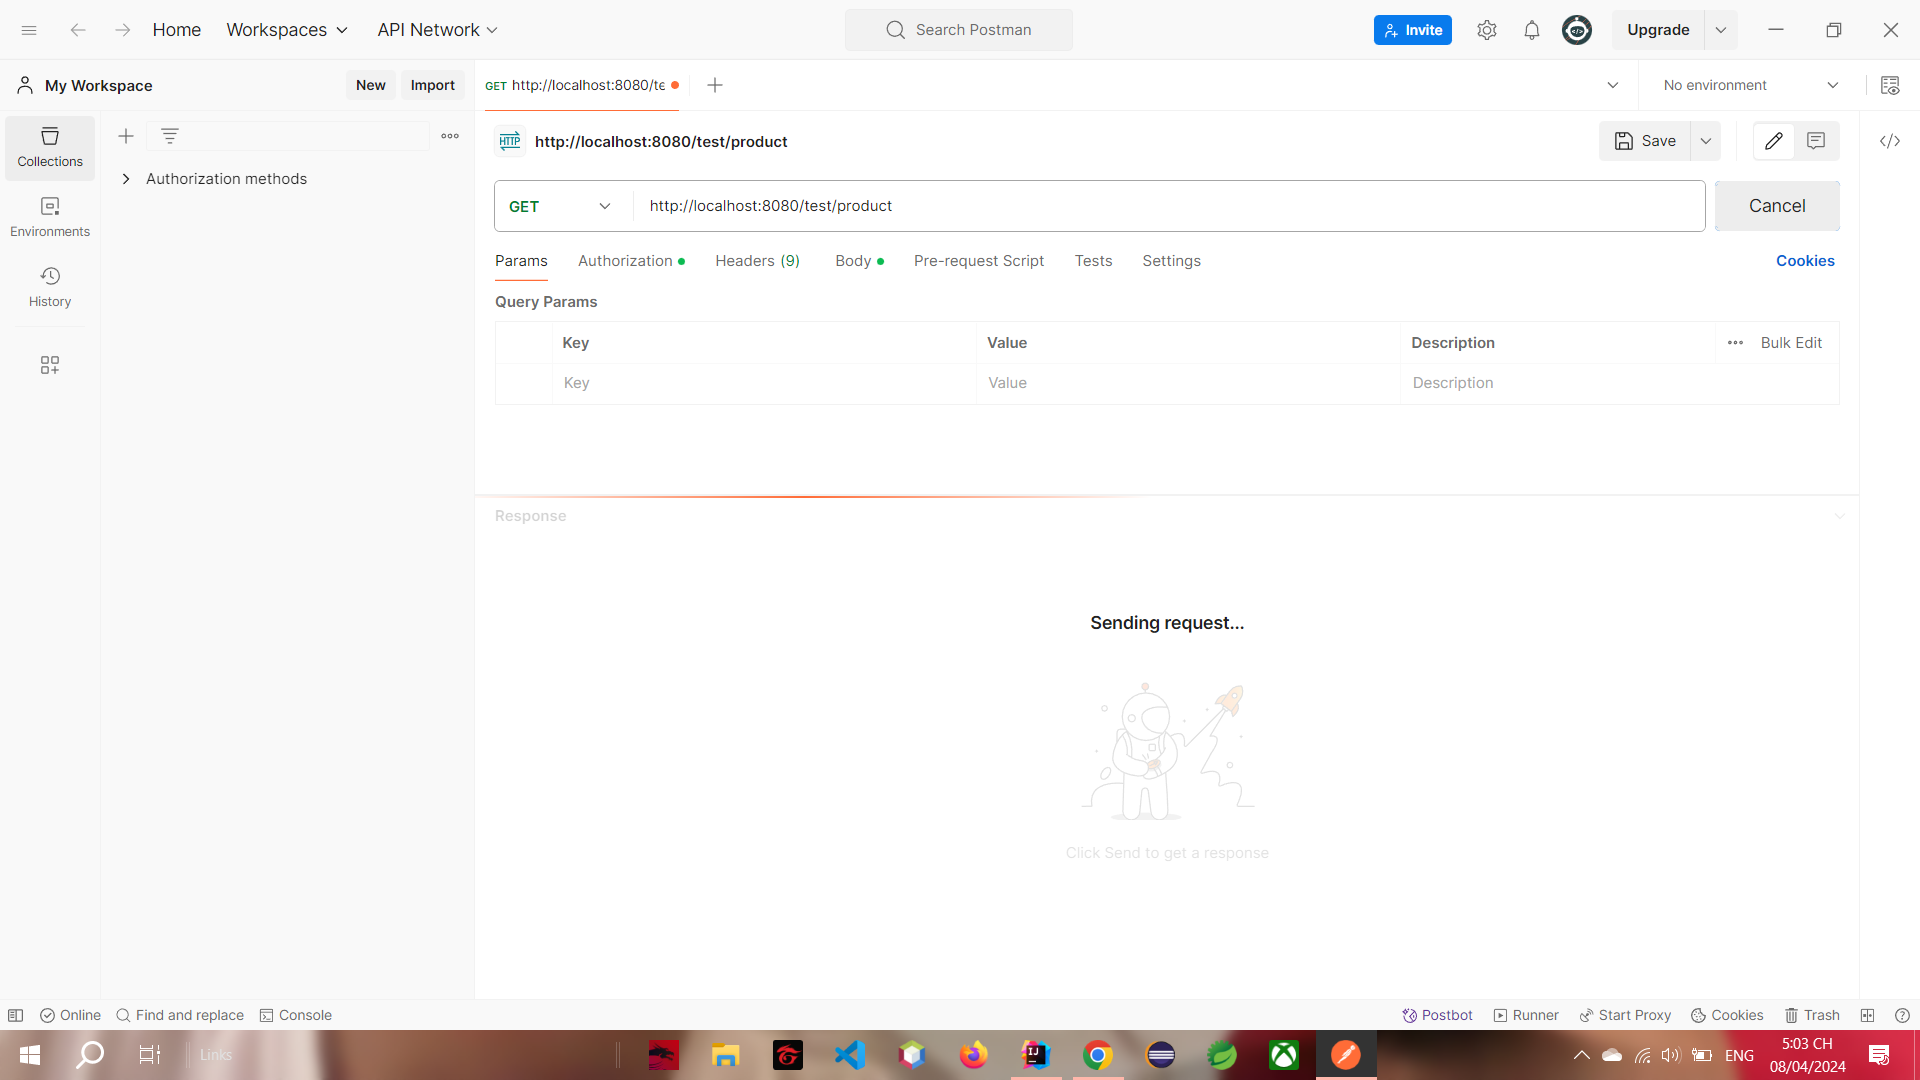 Home
Workspaces
API Network
Search Postman
Invite
Upgrade
My Workspace
New
Import
GET http://localhost:8080/te
No environment
Collections
Environments
History
Authorization methods
HTTP
http://localhost:8080/test/product
Save
GET
http://localhost:8080/test/product
Cancel
Params
Authorization
Headers (9)
Body
Pre-request Script
Tests
Settings
Cookies
Query Params
Key
Value
Description
Bulk Edit
Key
Value
Description
Response
Sending request...
Click Send to get a response
Online
Find and replace
Console
Postbot
Runner
Start Proxy
Cookies
Trash
Links
IJ
ENG
5:03 CH
08/04/2024